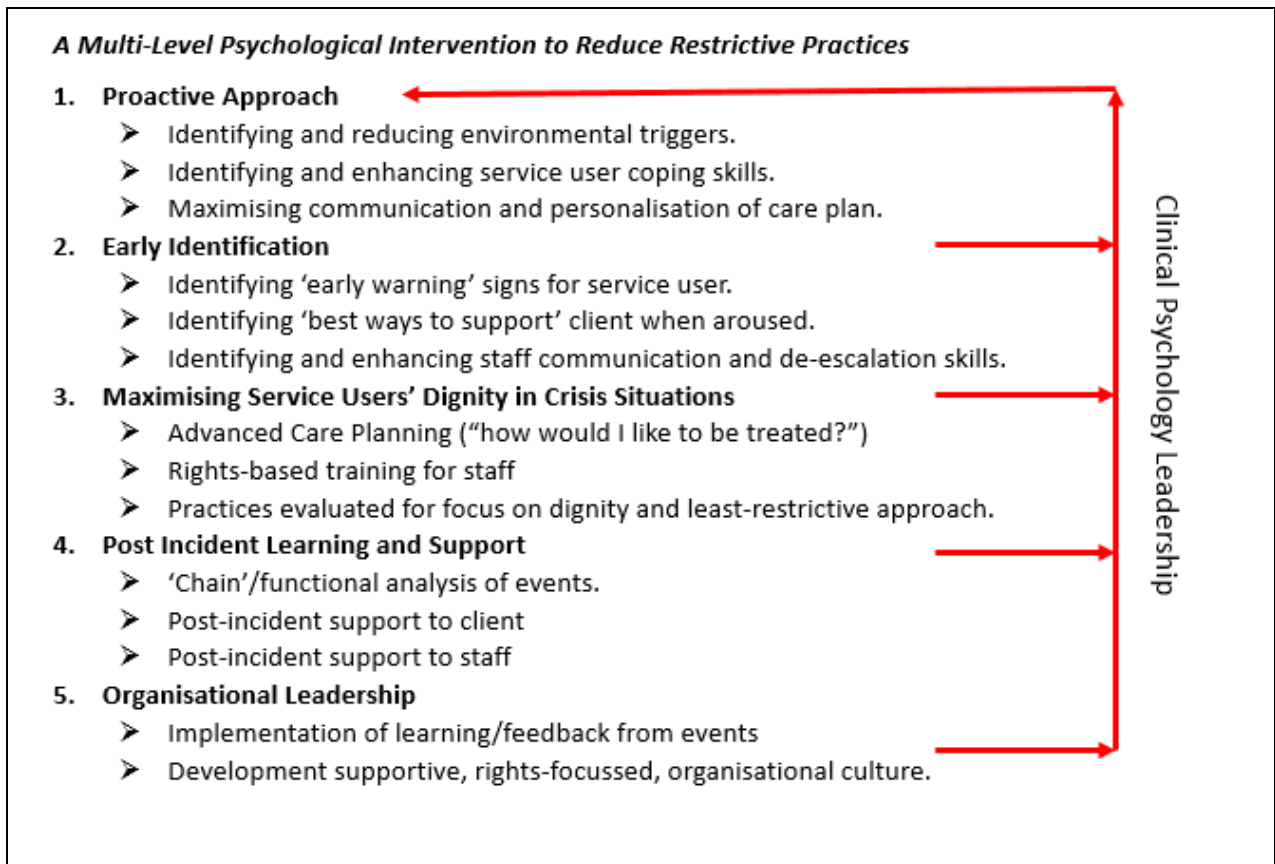 A Multi-Level Psychological Intervention to Reduce Restrictive Practices
1. Proactive Approach
➤ Identifying and reducing environmental triggers.
➤ Identifying and enhancing service user coping skills.
➤ Maximising communication and personalisation of care plan.
2. Early Identification
➤ Identifying ‘early warning’ signs for service user.
➤ Identifying ‘best ways to support’ client when aroused.
➤ Identifying and enhancing staff communication and de-escalation skills.
3. Maximising Service Users’ Dignity in Crisis Situations
➤ Advanced Care Planning (“how would I like to be treated?”)
➤ Rights-based training for staff
➤ Practices evaluated for focus on dignity and least-restrictive approach.
4. Post Incident Learning and Support
➤ ‘Chain’/functional analysis of events.
➤ Post-incident support to client
➤ Post-incident support to staff
5. Organisational Leadership
➤ Implementation of learning/feedback from events
➤ Development supportive, rights-focussed, organisational culture.
Clinical Psychology Leadership